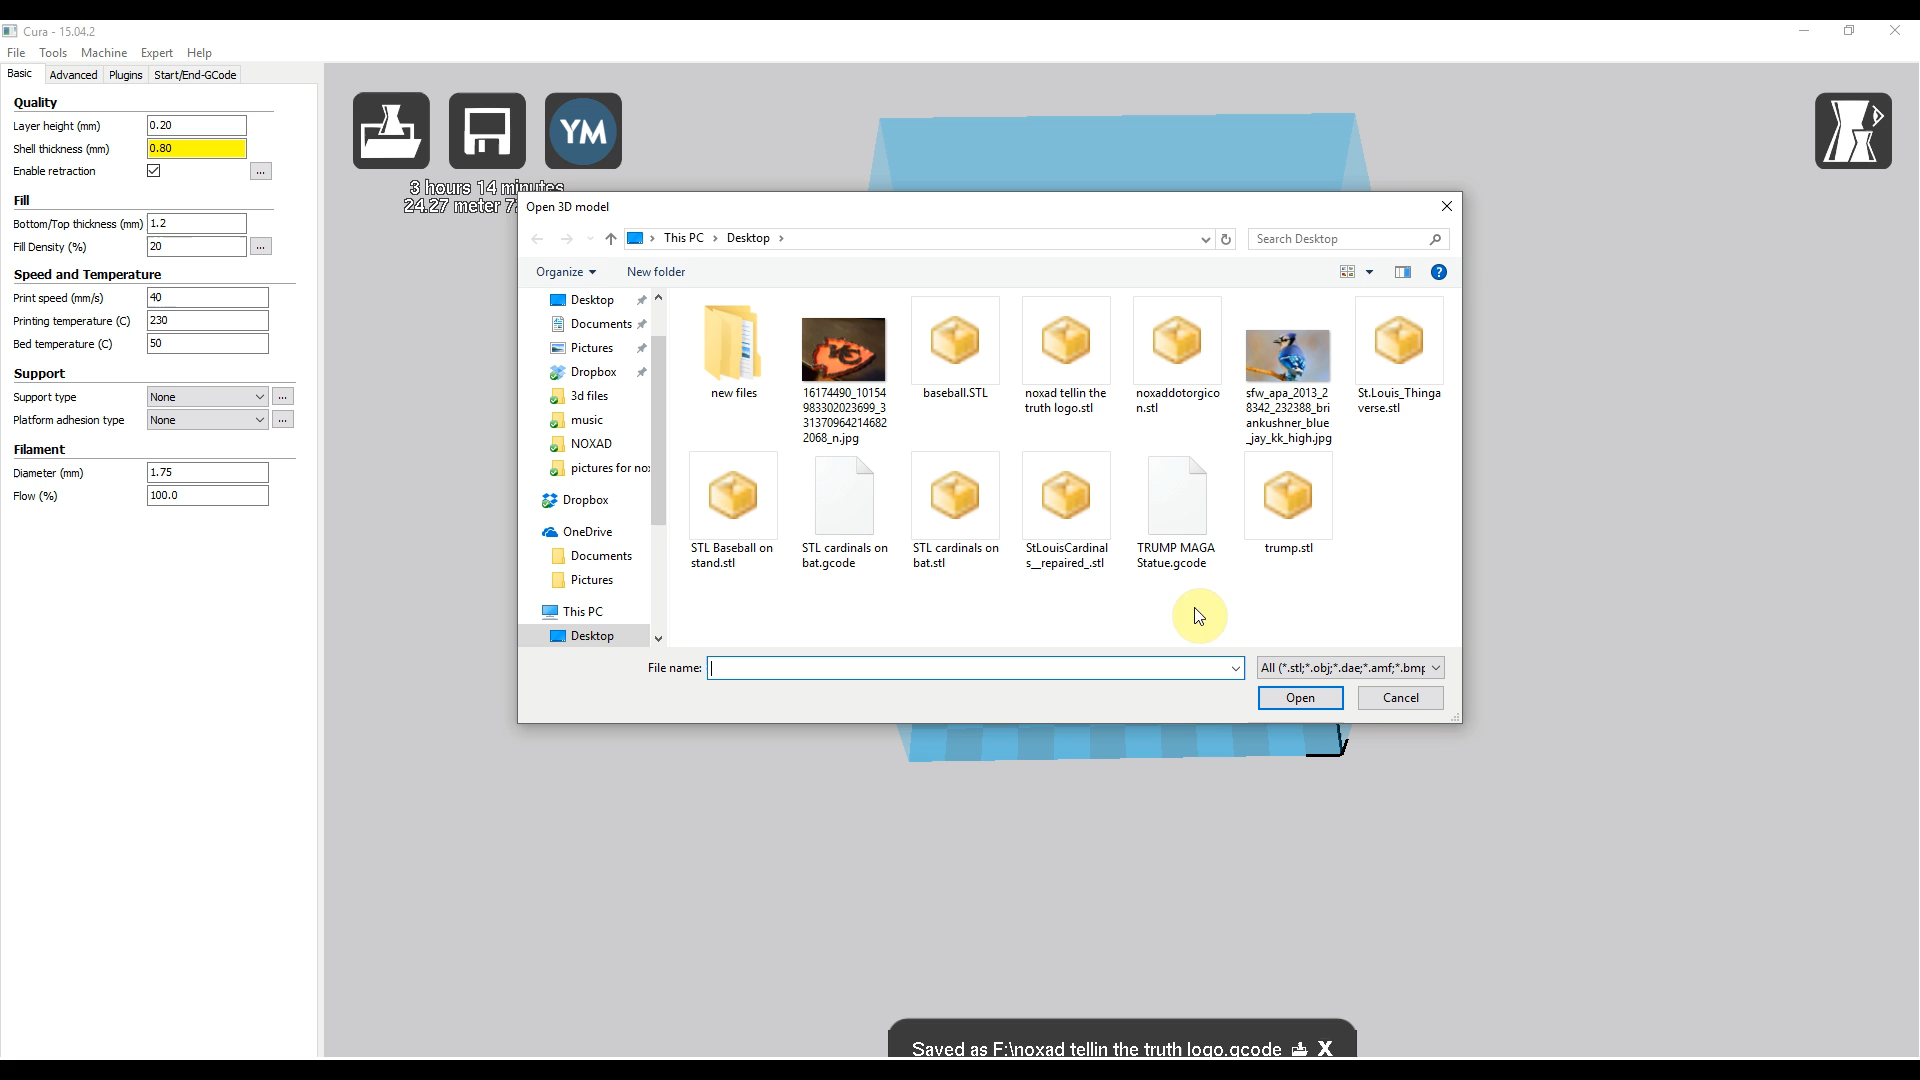 Cura - 15.04.2
File Tools Machine Expert Help
Basic Advanced Plugins Start/End-GCode
Quality
Layer height (mm) 0.20
Shell thickness (mm) 0.80
Enable retraction ...
Fill
Bottom/Top thickness (mm) 1.2
Fill Density (%) 20 ...
Speed and Temperature
Print speed (mm/s) 40
Printing temperature (C) 230
Bed temperature (C) 50
Support
Support type None ...
Platform adhesion type None ...
Filament
Diameter (mm) 1.75
Flow (%) 100.0
YM
3 hours 14 minutes
24.27 meter
Open 3D model
This PC > Desktop >
Search Desktop
Organize New folder
Desktop
Documents
Pictures
Dropbox
3d files
music
NOXAD
pictures for
Dropbox
OneDrive
Documents
Pictures
This PC
Desktop
new files
16174490_10154
983302023699_3
31370964214682
2068_n.jpg
baseball.STL
noxad tellin the
truth logo.stl
noxaddotorgico
n.stl
sfw_apa_2013_2
8342_232388_bri
ankushner_blue
_jay_kk_high.jpg
St.Louis_Thinga
verse.stl
STL Baseball on
stand.stl
STL cardinals on
bat.gcode
STL cardinals on
bat.stl
StLouisCardinal
s__repaired_.stl
TRUMP MAGA
Statue.gcode
trump.stl
File name:
All (*.stl;*.obj;*.dae;*.amf;*.bmp
Open Cancel
Saved as F:\noxad tellin the truth logo.gcode X